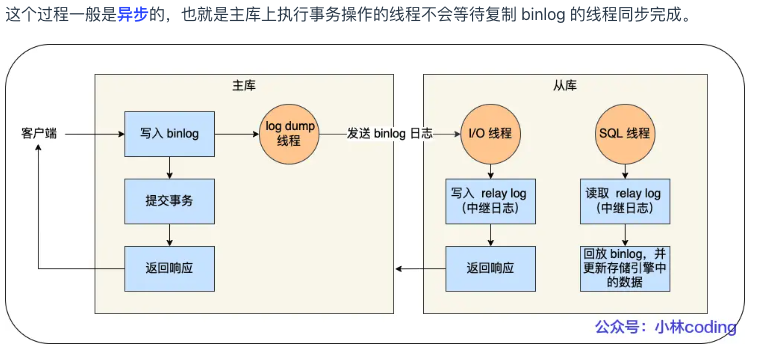 这个过程一般是异步的，也就是主库上执行事务操作的线程不会等待复制 binlog 的线程同步完成。
主库
从库
客户端
写入 binlog
log dump
线程
发送 binlog 日志
I/O 线程
SQL 线程
提交事务
写入 relay log
（中继日志）
读取 relay log
（中继日志）
返回响应
返回响应
回放 binlog，并
更新存储引擎中
的数据
公众号：小林coding